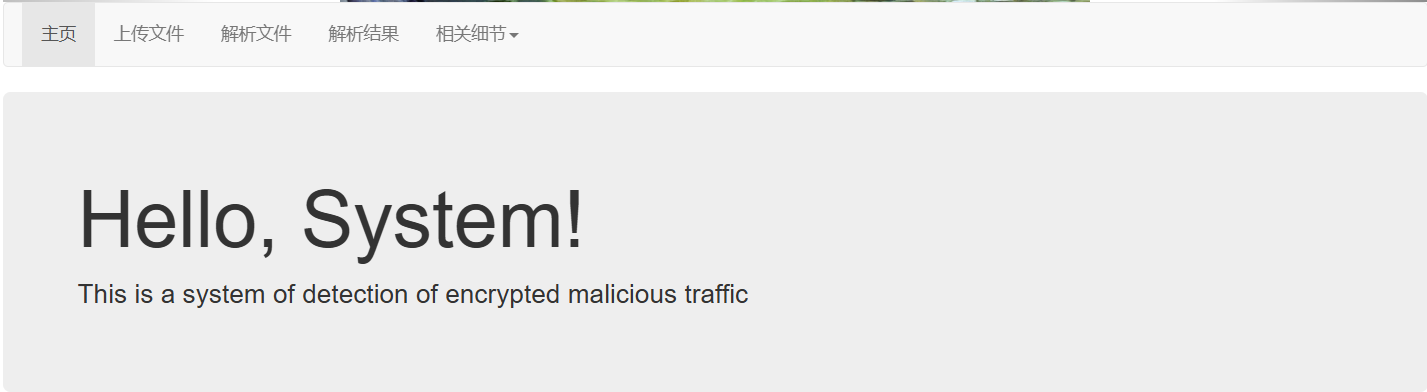 主页 上传文件 解析文件 解析结果 相关细节
Hello, System!
This is a system of detection of encrypted malicious traffic